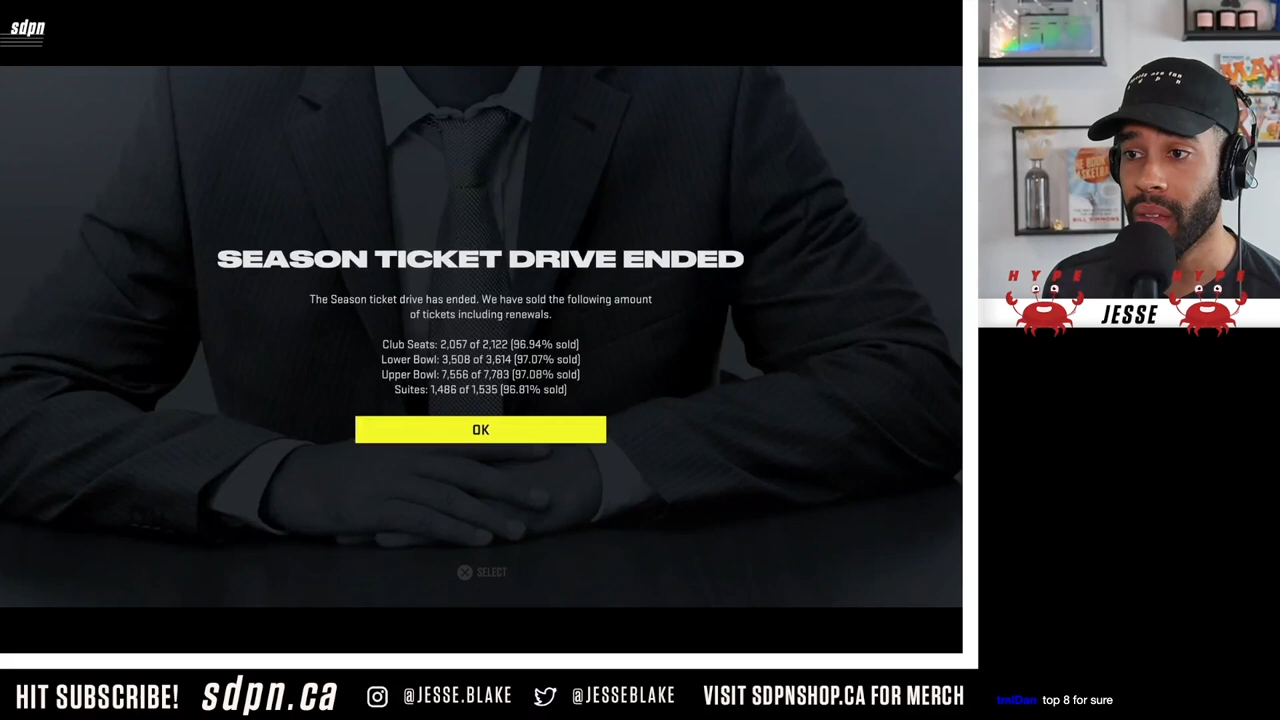 sdpn
SEASON TICKET DRIVE ENDED
The Season ticket drive has ended. We have sold the following amount
of tickets including renewals.
Club Seats: 2,057 of 2,122 (96.94% sold)
Lower Bowl: 3,508 of 3,614 (97.07% sold)
Upper Bowl: 7,556 of 7,783 (97.08% sold)
Suites: 1,486 of 1,535 (96.81% sold)
OK
SELECT
BILL SIMMONS
HYPE
HYPE
JESSE
HIT SUBSCRIBE!
sdpn.ca
@JESSE.BLAKE
@JESSEBLAKE
VISIT SDPNSHOP.CA FOR MERCH
top 8 for sure